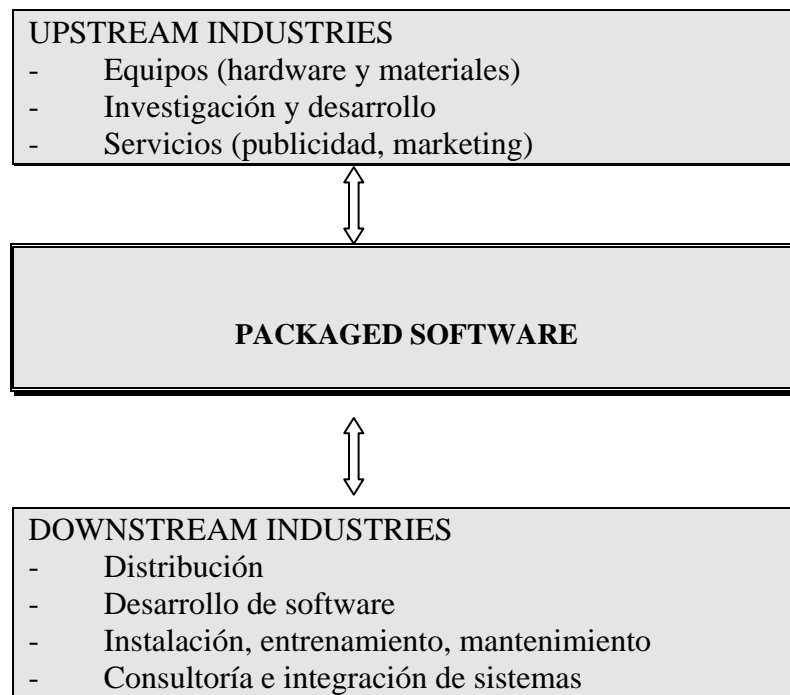 UPSTREAM INDUSTRIES
- Equipos (hardware y materiales)
- Investigación y desarrollo
- Servicios (publicidad, marketing)
PACKAGED SOFTWARE
DOWNSTREAM INDUSTRIES
- Distribución
- Desarrollo de software
- Instalación, entrenamiento, mantenimiento
- Consultoría e integración de sistemas